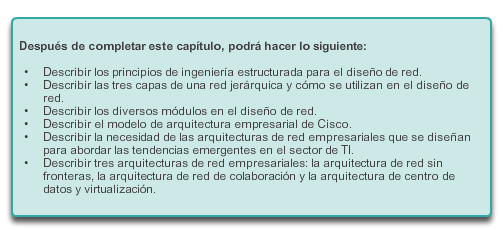 Después de completar este capítulo, podrá hacer lo siguiente:
• Describir los principios de ingeniería estructurada para el diseño de red.
• Describir las tres capas de una red jerárquica y cómo se utilizan en el diseño de
red.
• Describir los diversos módulos en el diseño de red.
• Describir el modelo de arquitectura empresarial de Cisco.
• Describir la necesidad de las arquitecturas de red empresariales que se diseñan
para abordar las tendencias emergentes en el sector de TI.
• Describir tres arquitecturas de red empresariales: la arquitectura de red sin
fronteras, la arquitectura de red de colaboración y la arquitectura de centro de
datos y virtualización.